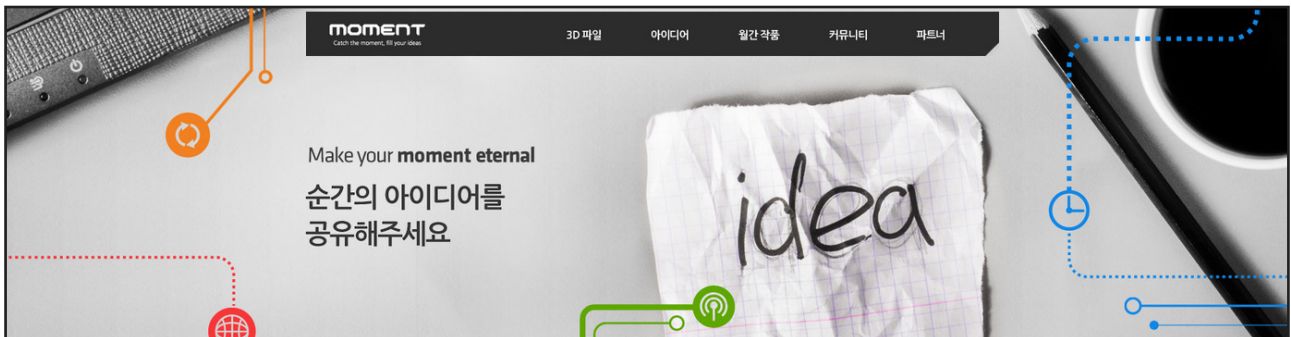 moment
Catch the moment, fill your ideas
3D 파일 아이디어 월간 작품 커뮤니티 파트너
Make your moment eternal
순간의 아이디어를
공유해주세요
idea